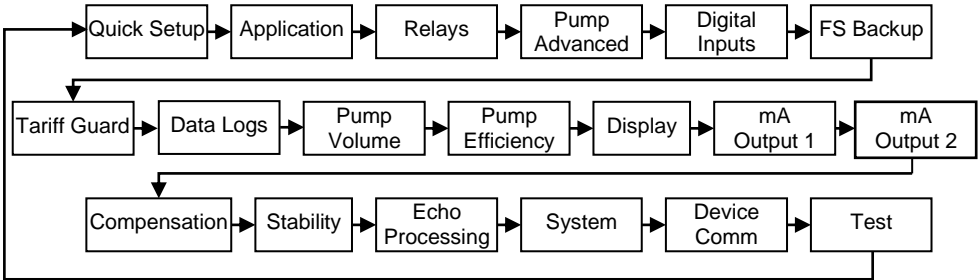 Quick Setup
Application
Relays
Pump
Advanced
Digital
Inputs
FS Backup
Tariff Guard
Data Logs
Pump
Volume
Pump
Efficiency
Display
mA
Output 1
mA
Output 2
Compensation
Stability
Echo
Processing
System
Device
Comm
Test